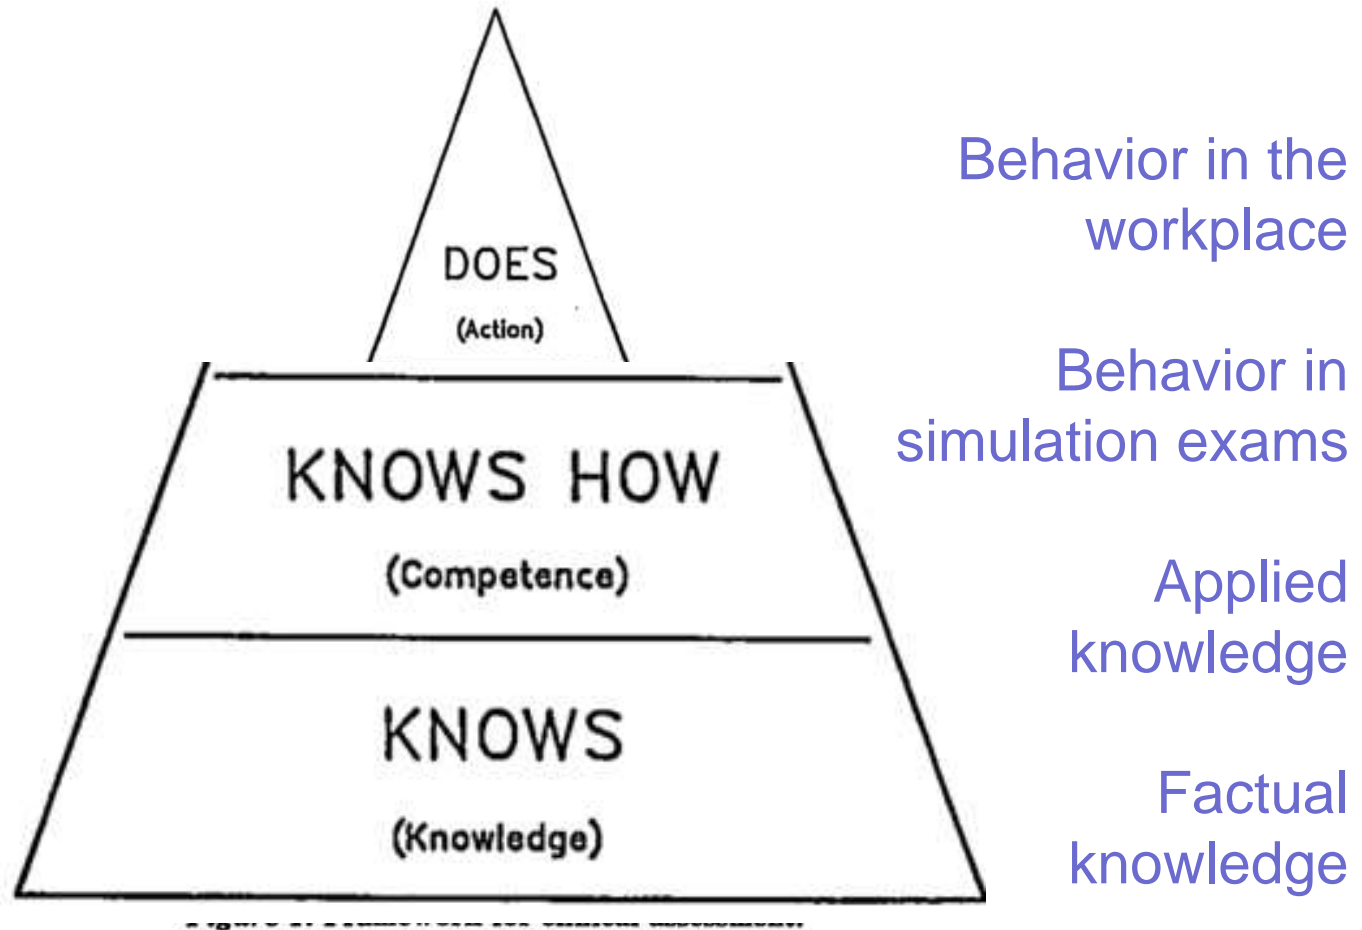 DOES
(Action)
KNOWS HOW
(Competence)
KNOWS
(Knowledge)
Behavior in the
workplace
Behavior in
simulation exams
Applied
knowledge
Factual
knowledge